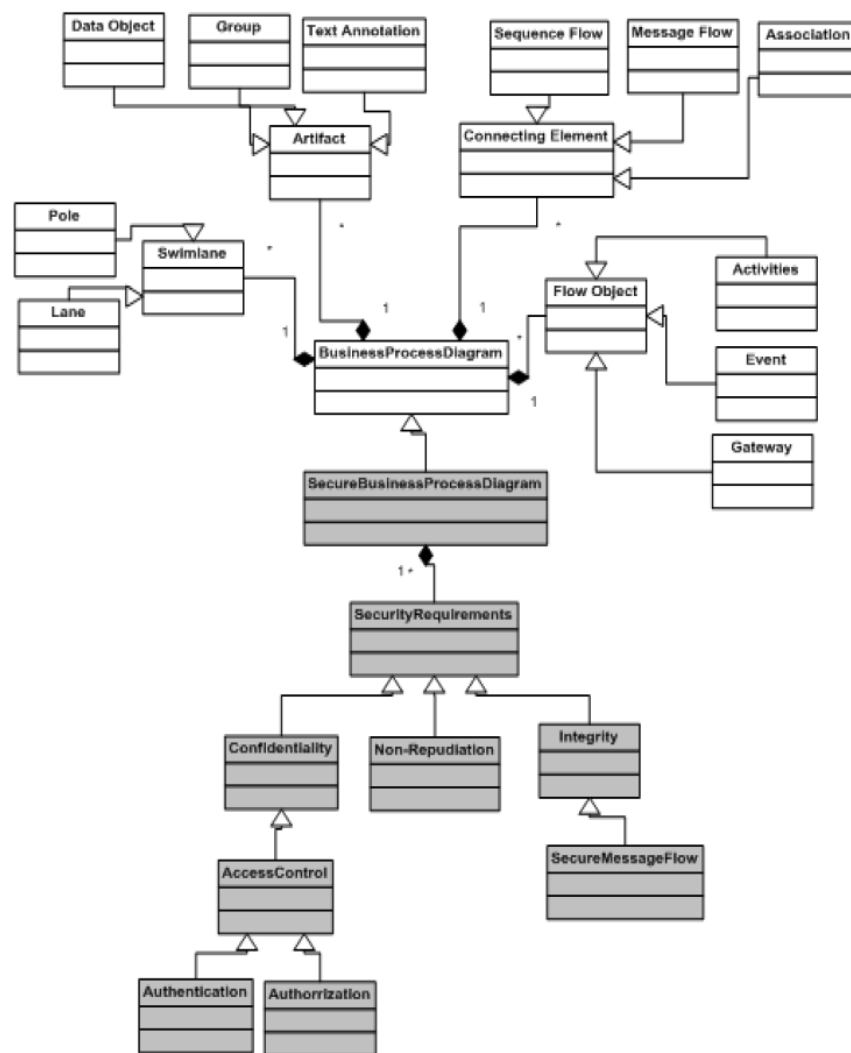 Data Object
Group
Text Annotation
Sequence Flow
Message Flow
Association
Artifact
Connecting Element
Pole
Swimlane
*
*
*
Lane
Flow Object
Activities
1
1
1
*
BusinessProcessDiagram
1
Event
Gateway
SecureBusinessProcessDiagram
1 *
SecurityRequirements
Confidentiality
Non-Repudiation
Integrity
AccessControl
SecureMessageFlow
Authentication
Authorrization